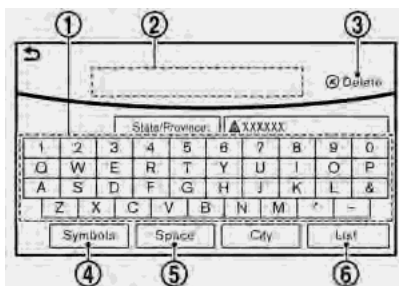 ① ② ③
Delete
State/Province: XXXXXX
1 2 3 4 5 6 7 8 9 0
Q W E R T Y U I O P
A S D F G H J K L &
Z X C V B N M ' -
Symbols Space City List
④ ⑤ ⑥